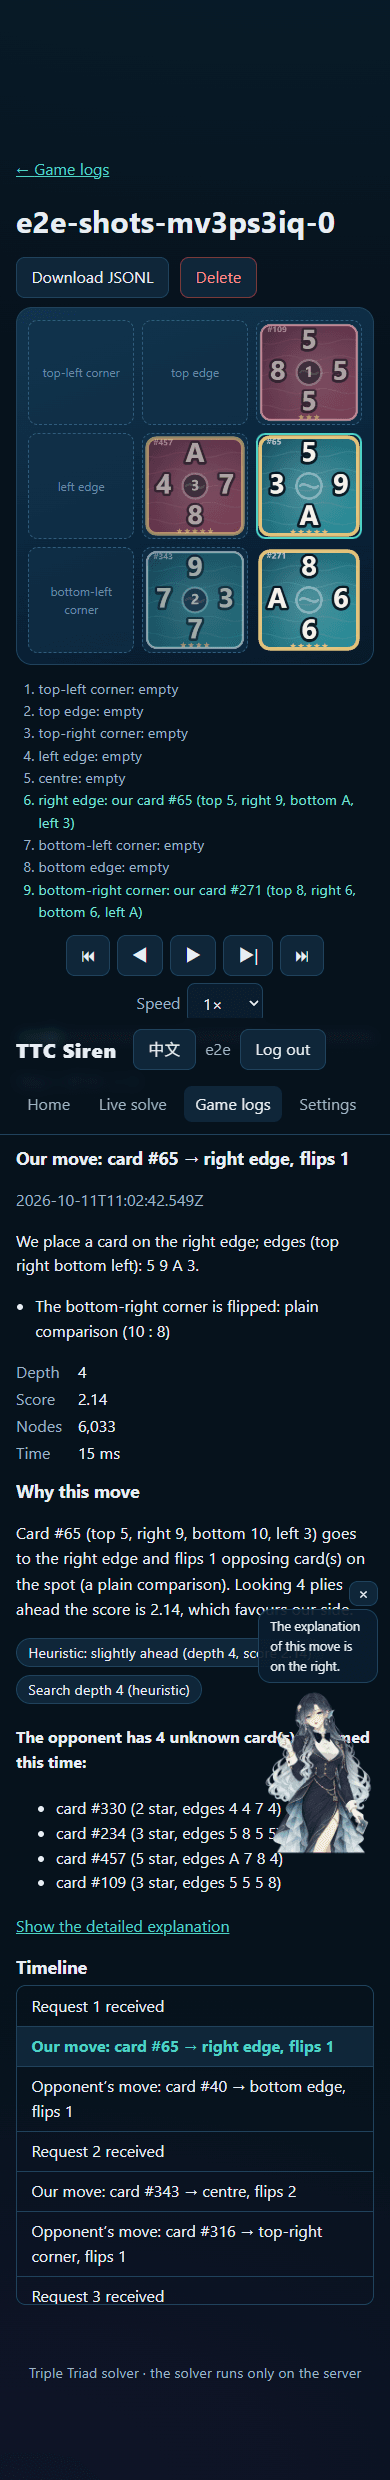 ← Game logs
e2e-shots-mv3ps3iq-0
Download JSONL
Delete
top-left corner
top edge
#109
5
8 1 5
5
★★★
left edge
#457
A
4 3 7
8
★★★★★
#65
5
3 9
A
★★★★★
bottom-left
corner
#343
9
7 2 3
7
★★★★
#271
8
A 6
6
★★★★★
1. top-left corner: empty
2. top edge: empty
3. top-right corner: empty
4. left edge: empty
5. centre: empty
6. right edge: our card #65 (top 5, right 9, bottom A,
left 3)
7. bottom-left corner: empty
8. bottom edge: empty
9. bottom-right corner: our card #271 (top 8, right 6,
bottom 6, left A)
Speed 1×
TTC Siren 中文 e2e Log out
Home Live solve Game logs Settings
Our move: card #65 → right edge, flips 1
2026-10-11T11:02:42.549Z
We place a card on the right edge; edges (top
right bottom left): 5 9 A 3.
• The bottom-right corner is flipped: plain
comparison (10 : 8)
Depth 4
Score 2.14
Nodes 6,033
Time 15 ms
Why this move
Card #65 (top 5, right 9, bottom 10, left 3) goes
to the right edge and flips 1 opposing card(s) on
the spot (a plain comparison). Looking 4 plies
ahead the score is 2.14, which favours our side.
×
The explanation
of this move is
on the right.
Heuristic: slightly ahead (depth 4, score
Search depth 4 (heuristic)
The opponent has 4 unknown
this time:
• card #330 (2 star, edges 4 4 7 4)
• card #234 (3 star, edges 5 8 5 5
• card #457 (5 star, edges A 7 8 4)
• card #109 (3 star, edges 5 5 5 8)
Show the detailed explanation
Timeline
Request 1 received
Our move: card #65 → right edge, flips 1
Opponent's move: card #40 → bottom edge,
flips 1
Request 2 received
Our move: card #343 → centre, flips 2
Opponent's move: card #316 → top-right
corner, flips 1
Request 3 received
Triple Triad solver · the solver runs only on the server